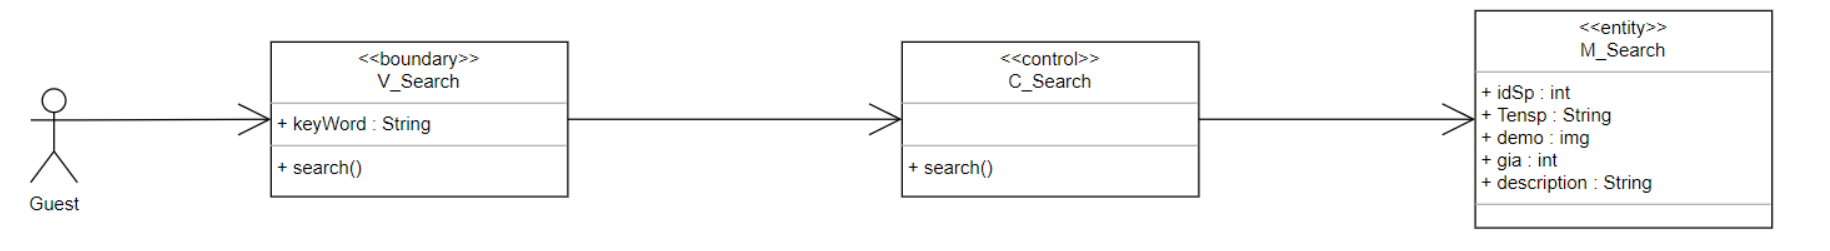 Guest
<<boundary>>
V_Search
+ keyWord : String
+ search()
<<control>>
C_Search
+ search()
<<entity>>
M_Search
+ idSp : int
+ Tensp : String
+ demo : img
+ gia : int
+ description : String